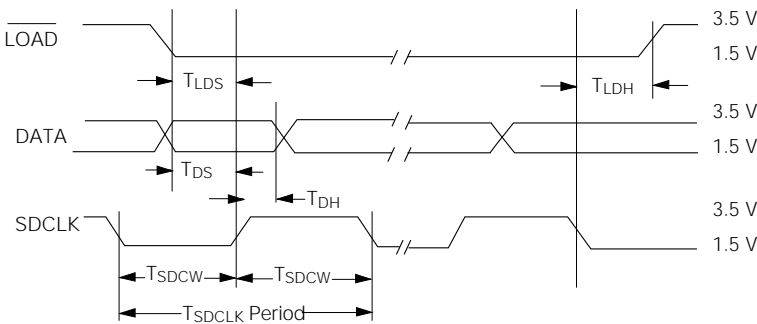 LOAD
3.5 V
1.5 V
TLDS
TLDH
DATA
3.5 V
1.5 V
TDS
TDH
SDCLK
3.5 V
1.5 V
TSDCW
TSDCW
TSDCLK Period